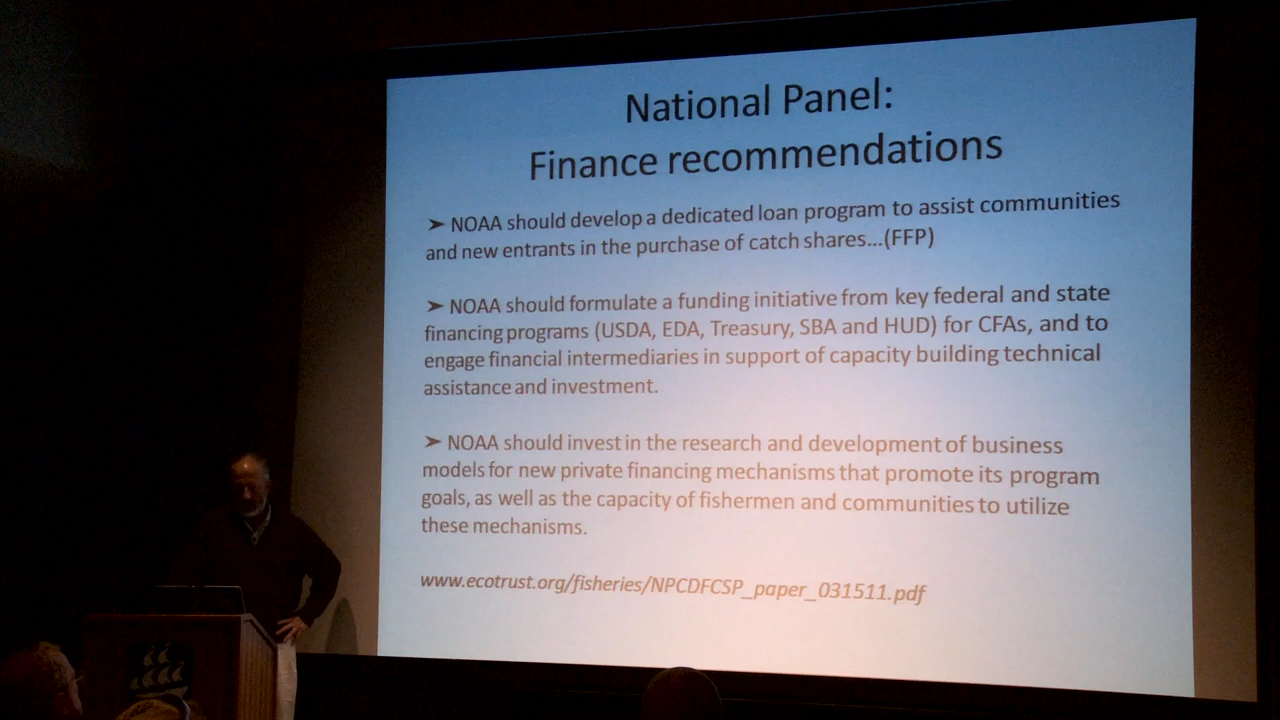 National Panel:
Finance recommendations
➤ NOAA should develop a dedicated loan program to assist communities
and new entrants in the purchase of catch shares...(FFP)
➤ NOAA should formulate a funding initiative from key federal and state
financing programs (USDA, EDA, Treasury, SBA and HUD) for CFAs, and to
engage financial intermediaries in support of capacity building technical
assistance and investment.
➤ NOAA should invest in the research and development of business
models for new private financing mechanisms that promote its program
goals, as well as the capacity of fishermen and communities to utilize
these mechanisms.
www.ecotrust.org/fisheries/NPCDFCSP_paper_031511.pdf